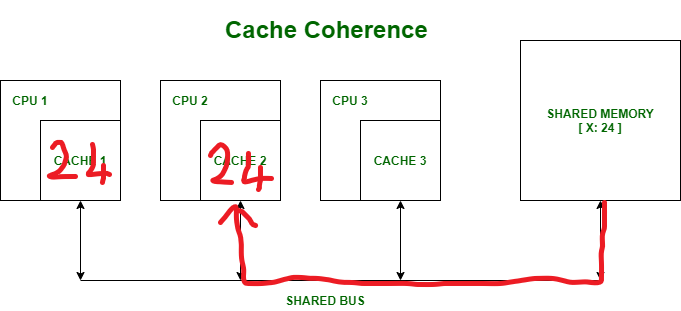 Cache Coherence
CPU 1
CPU 2
CPU 3
SHARED MEMORY
[ X: 24 ]
CACHE 1
24
CACHE 2
24
CACHE 3
SHARED BUS